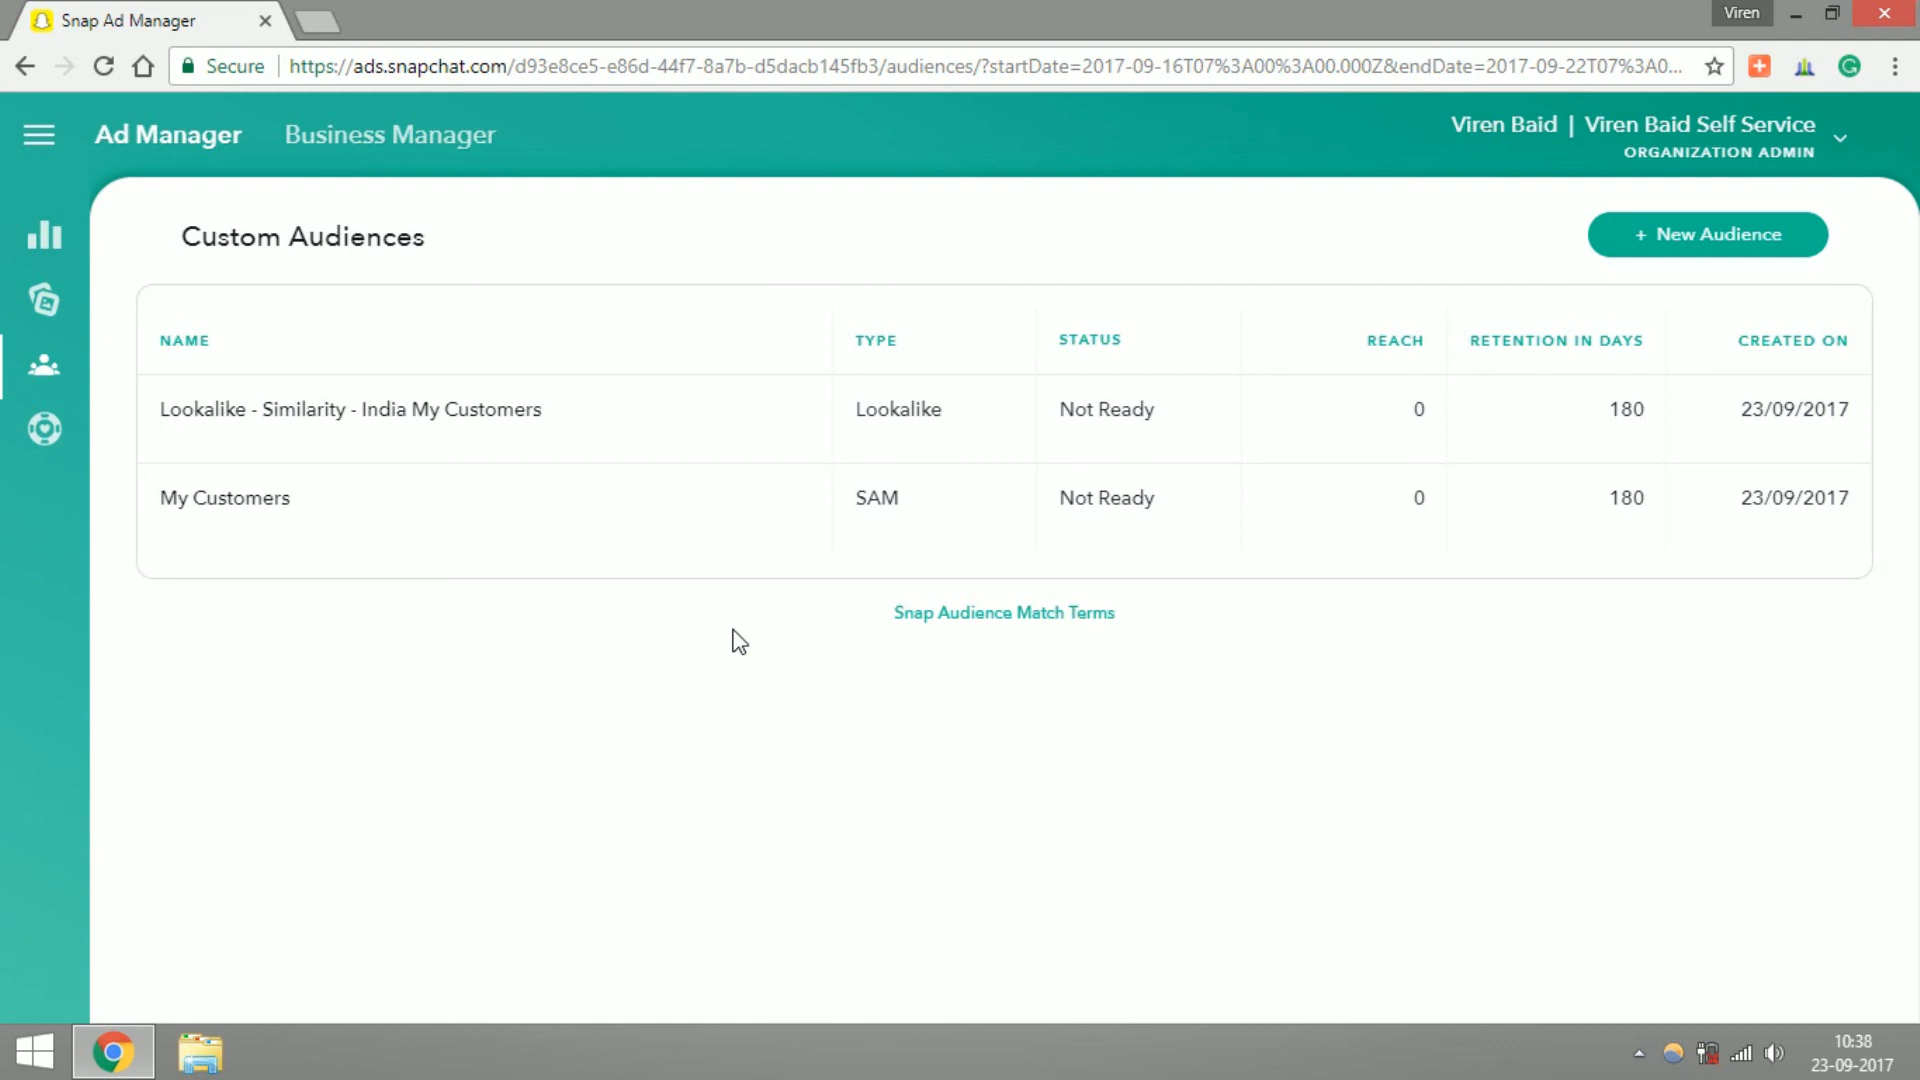 Snap Ad Manager
Viren
Secure
https://ads.snapchat.com/d93e8ce5-e86d-44f7-8a7b-d5dacb145fb3/audiences/?startDate=2017-09-16T07%3A00%3A00.000Z&endDate=2017-09-22T07%3A0...
Ad Manager
Business Manager
Viren Baid | Viren Baid Self Service
ORGANIZATION ADMIN
Custom Audiences
+ New Audience
NAME TYPE STATUS REACH RETENTION IN DAYS CREATED ON
Lookalike - Similarity - India My Customers Lookalike Not Ready 0 180 23/09/2017
My Customers SAM Not Ready 0 180 23/09/2017
Snap Audience Match Terms
10:38
23-09-2017